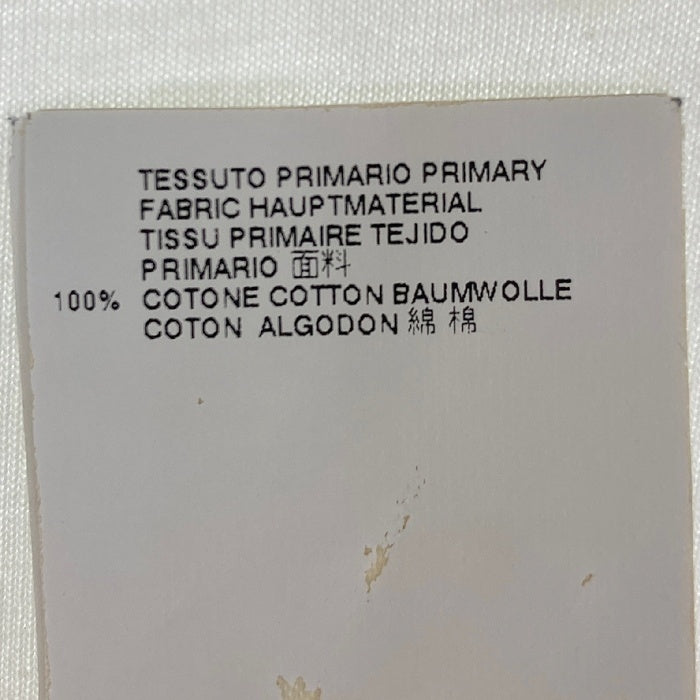 TESSUTO PRIMARIO PRIMARY
FABRIC HAUPTMATERIAL
TISSU PRIMAIRE TEJIDO
PRIMARIO 面料
100% COTONE COTTON BAUMWOLLE
COTON ALGODON 綿 棉